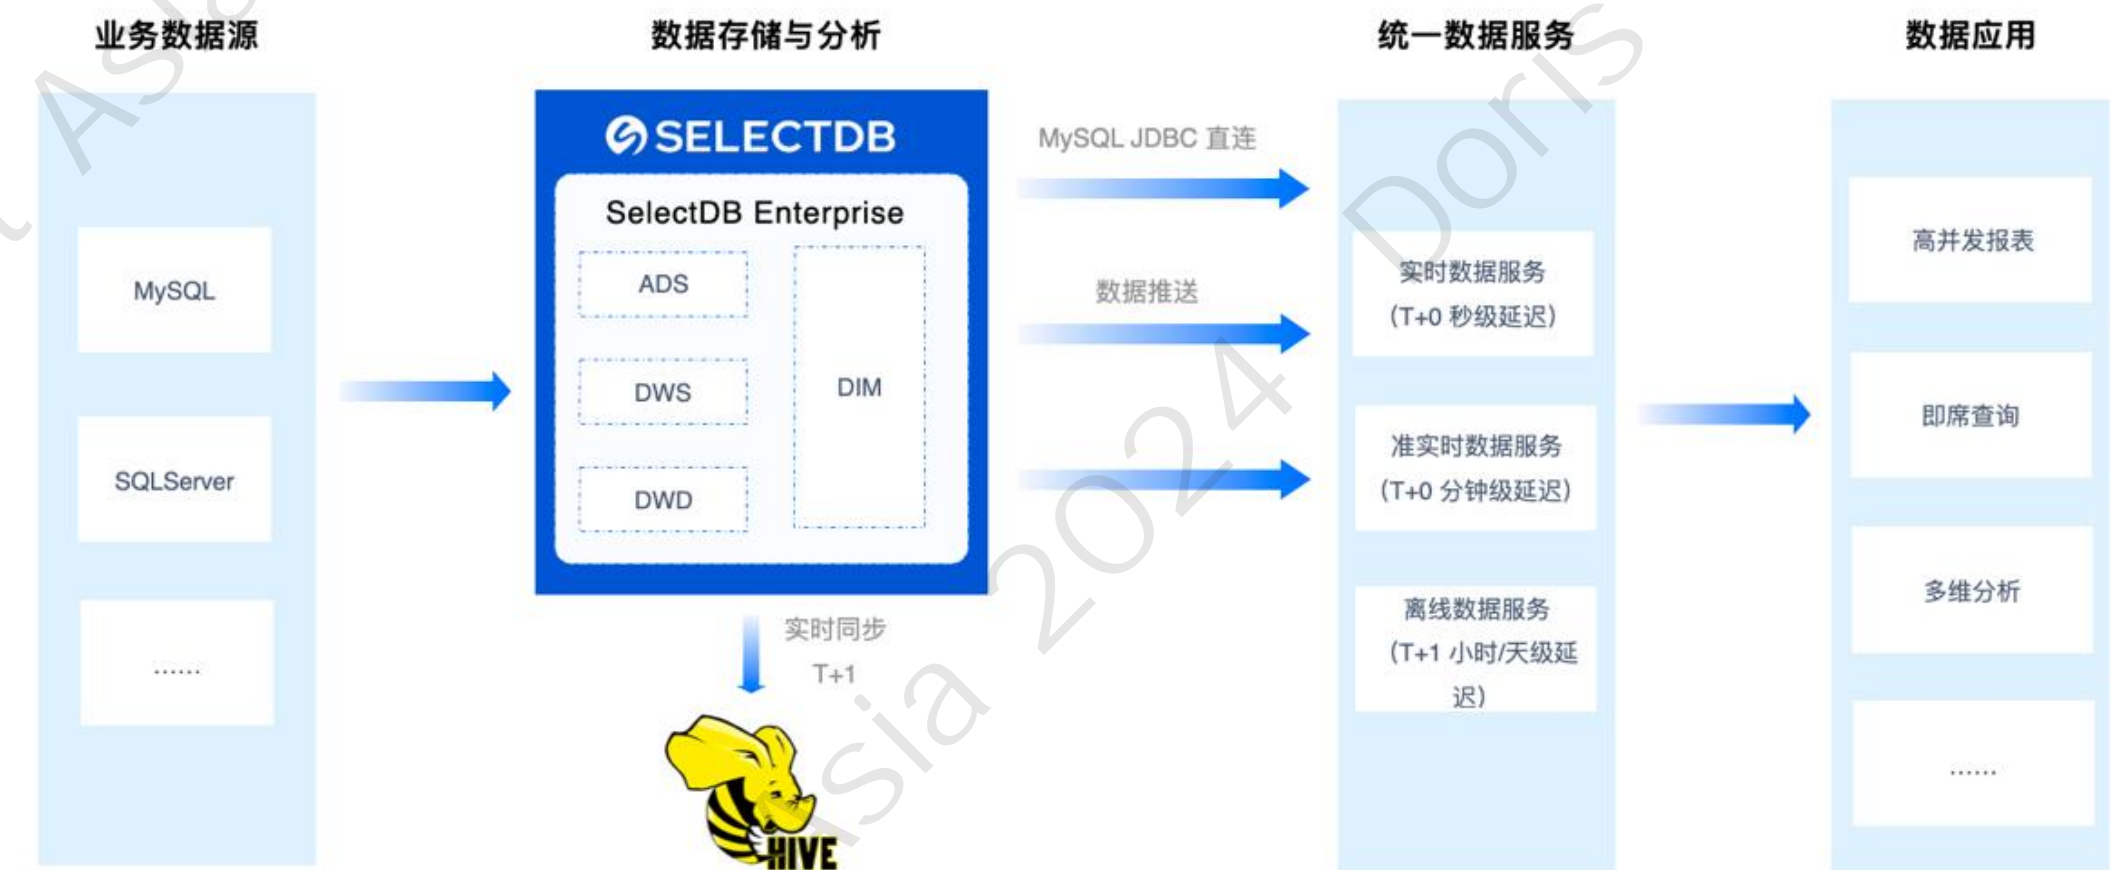 业务数据源
数据存储与分析
统一数据服务
数据应用
MySQL
SQLServer
……
SELECTDB
SelectDB Enterprise
ADS
DWS
DWD
DIM
实时同步
T+1
HIVE
MySQL JDBC 直连
数据推送
实时数据服务
（T+0 秒级延迟）
准实时数据服务
（T+0 分钟级延迟）
离线数据服务
（T+1 小时/天级延
迟）
高并发报表
即席查询
多维分析
……
Asia 2024 Doris